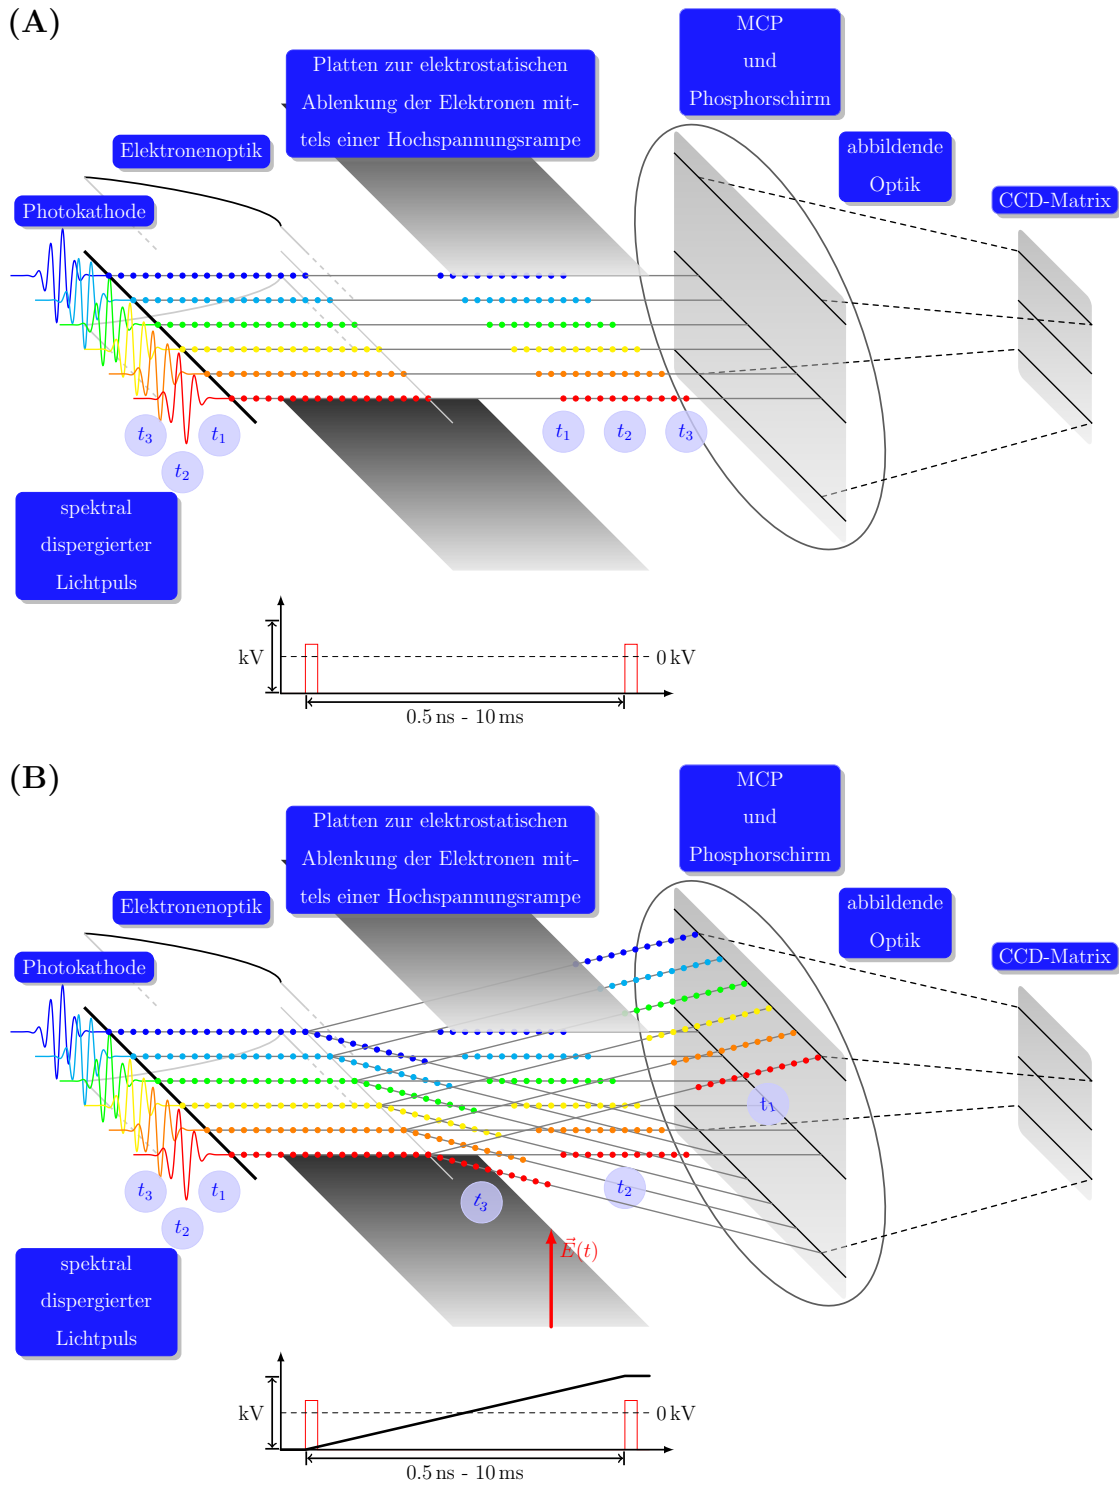 (A)
MCP
und
Phosphorschirm
Platten zur elektrostatischen
Ablenkung der Elektronen mit-
tels einer Hochspannungsrampe
Elektronenoptik
abbildende
Optik
Photokathode
CCD-Matrix
t₃
t₁
t₂
t₁
t₂
t₃
spektral
dispergierter
Lichtpuls
kV
0 kV
0.5 ns - 10 ms
(B)
MCP
und
Phosphorschirm
Platten zur elektrostatischen
Ablenkung der Elektronen mit-
tels einer Hochspannungsrampe
Elektronenoptik
abbildende
Optik
Photokathode
CCD-Matrix
t₁
t₃
t₁
t₂
t₃
t₂
E⃗(t)
spektral
dispergierter
Lichtpuls
kV
0 kV
0.5 ns - 10 ms